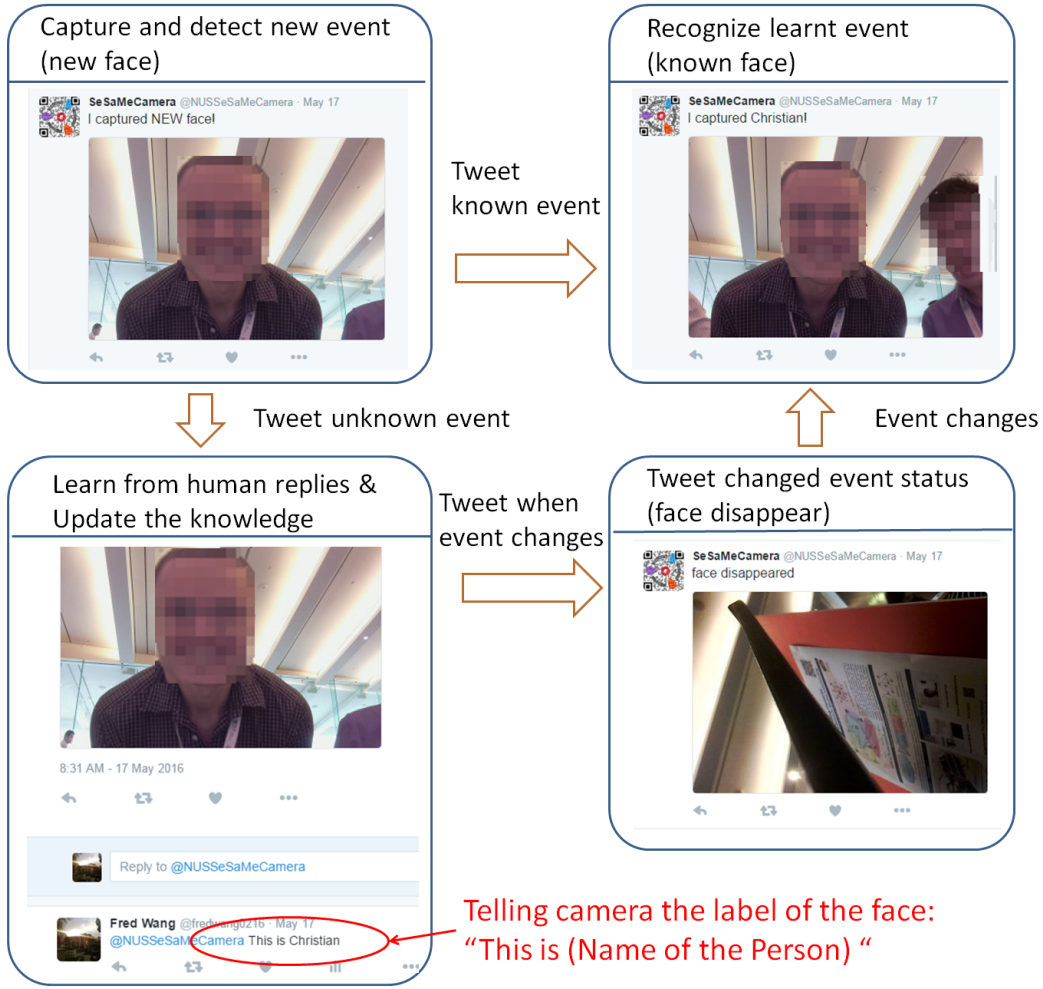 Capture and detect new event
(new face)
SeSaMeCamera @NUSSeSaMeCamera · May 17
I captured NEW face!
Tweet
known event
Recognize learnt event
(known face)
SeSaMeCamera @NUSSeSaMeCamera · May 17
I captured Christian!
Tweet unknown event
Event changes
Learn from human replies &
Update the knowledge
8:31 AM - 17 May 2016
Reply to @NUSSeSaMeCamera
Fred Wang @fredwang0216 · May 17
@NUSSeSaMeCamera This is Christian
Tweet when
event changes
Tweet changed event status
(face disappear)
SeSaMeCamera @NUSSeSaMeCamera · May 17
face disappeared
Telling camera the label of the face:
“This is (Name of the Person) “